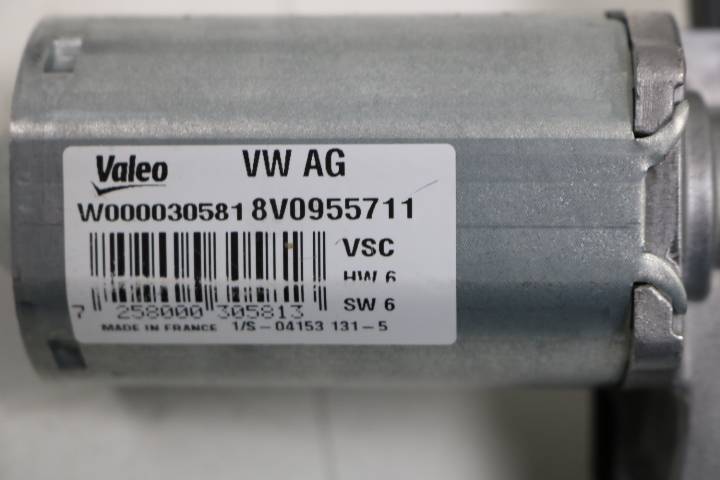 Valeo VW AG
W000030581 8V0955711
VSC
HW 6
SW 6
7 258000 305813
MADE IN FRANCE 1/S-04153 131-5